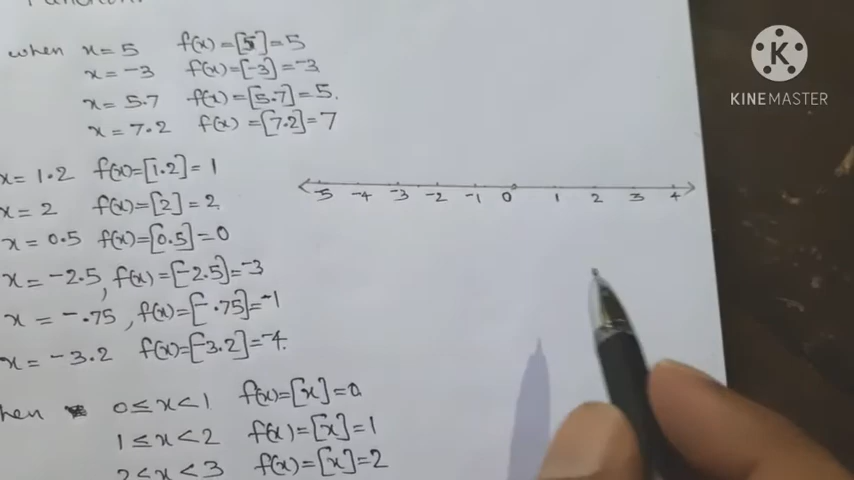 when x = 5 f(x) = [5] = 5
x = -3 f(x) = [-3] = -3
x = 5.7 f(x) = [5.7] = 5.
x = 7.2 f(x) = [7.2] = 7
x = 1.2 f(x) = [1.2] = 1
x = 2 f(x) = [2] = 2
x = 0.5 f(x) = [0.5] = 0
x = -2.5, f(x) = [-2.5] = -3
x = -.75, f(x) = [-.75] = -1
x = -3.2 f(x) = [-3.2] = -4.
0 ≤ x < 1 f(x) = [x] = 0
1 ≤ x < 2 f(x) = [x] = 1
2 ≤ x < 3 f(x) = [x] = 2
-5 -4 -3 -2 -1 0 1 2 3 4
KINEMASTER